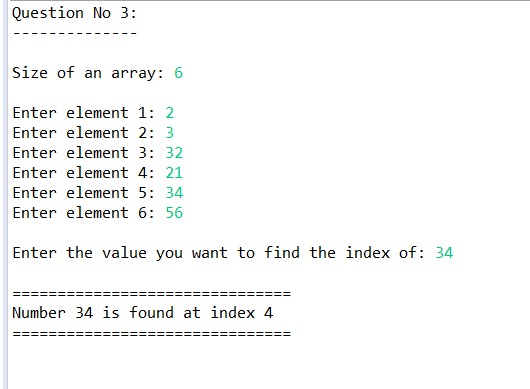 Question No 3:
--------------
Size of an array: 6
Enter element 1: 2
Enter element 2: 3
Enter element 3: 32
Enter element 4: 21
Enter element 5: 34
Enter element 6: 56
Enter the value you want to find the index of: 34
===============================
Number 34 is found at index 4
===============================